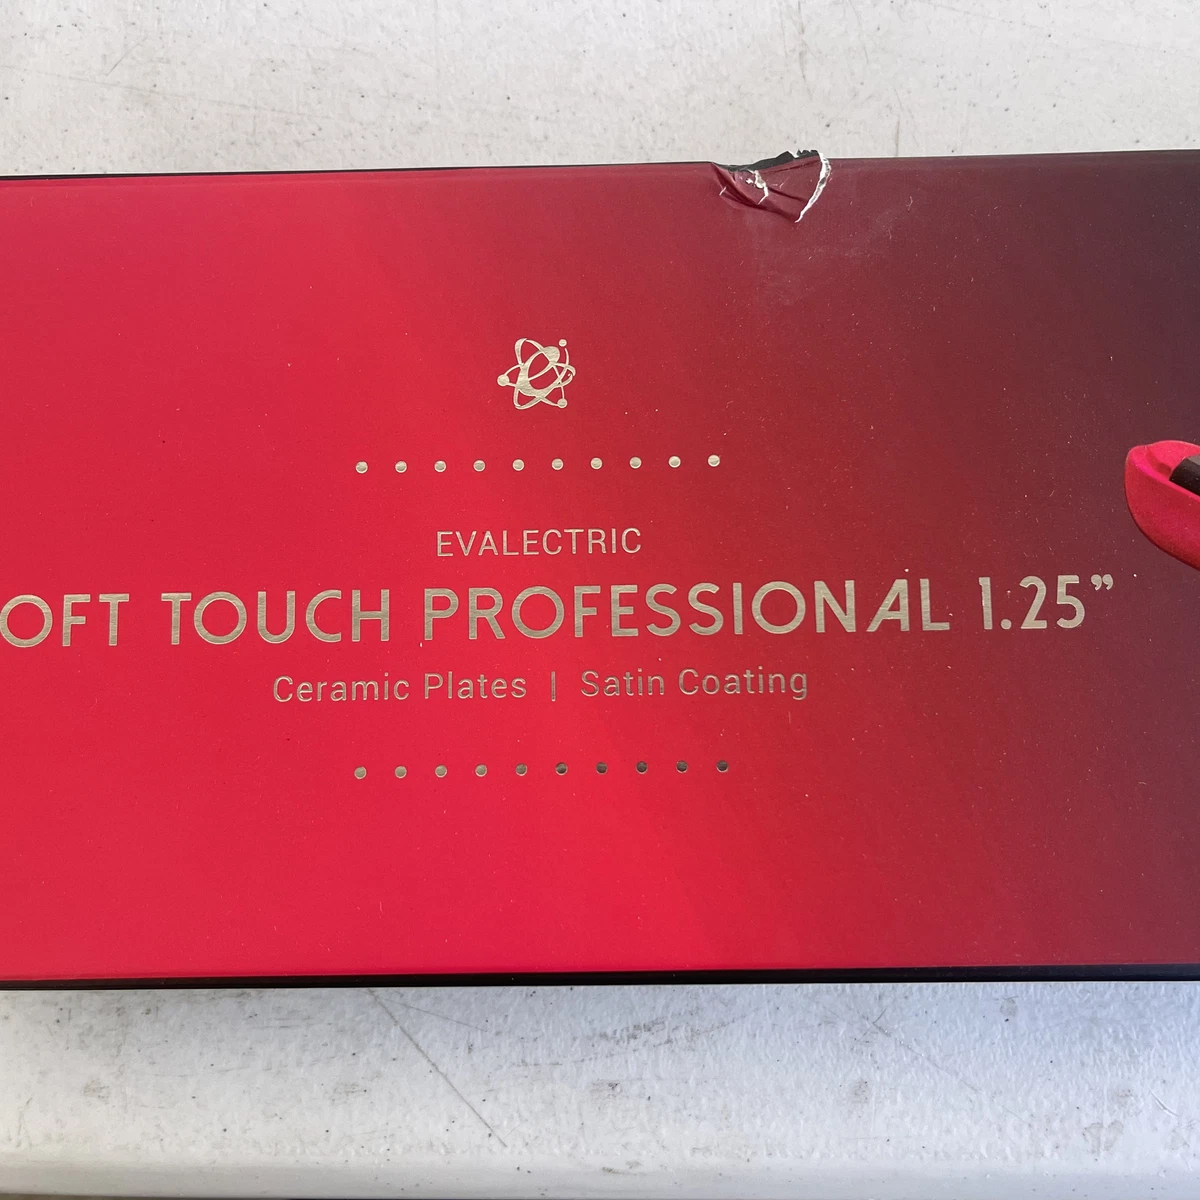 EVALECTRIC
OFT TOUCH PROFESSIONAL 1.25”
Ceramic Plates | Satin Coating